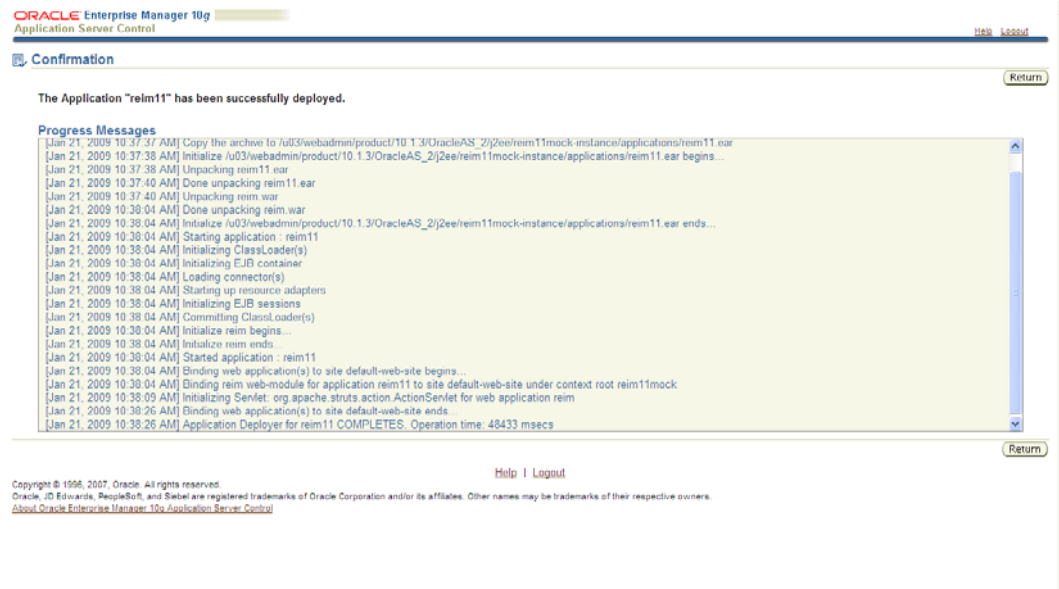 ORACLE Enterprise Manager 10g
Application Server Control
Help Logout
Confirmation
Return
The Application "reim11" has been successfully deployed.
Progress Messages
[Jan 21, 2009 10:37:37 AM] Copy the archive to /u03/webadmin/product/10.1.3/OracleAS_2/j2ee/reim11mock-instance/applications/reim11.ear
[Jan 21, 2009 10:37:38 AM] Initialize /u03/webadmin/product/10.1.3/OracleAS_2/j2ee/reim11mock-instance/applications/reim11.ear begins...
[Jan 21, 2009 10:37:38 AM] Unpacking reim11.ear
[Jan 21, 2009 10:37:40 AM] Done unpacking reim11.ear
[Jan 21, 2009 10:37:40 AM] Unpacking reim.war
[Jan 21, 2009 10:38:04 AM] Done unpacking reim.war
[Jan 21, 2009 10:38:04 AM] Initialize /u03/webadmin/product/10.1.3/OracleAS_2/j2ee/reim11mock-instance/applications/reim11.ear ends...
[Jan 21, 2009 10:38:04 AM] Starting application : reim11
[Jan 21, 2009 10:38:04 AM] Initializing ClassLoader(s)
[Jan 21, 2009 10:38:04 AM] Initializing EJB container
[Jan 21, 2009 10:38:04 AM] Loading connector(s)
[Jan 21, 2009 10:38:04 AM] Starting up resource adapters
[Jan 21, 2009 10:38:04 AM] Initializing EJB sessions
[Jan 21, 2009 10:38:04 AM] Committing ClassLoader(s)
[Jan 21, 2009 10:38:04 AM] Initialize reim begins...
[Jan 21, 2009 10:38:04 AM] Initialize reim ends...
[Jan 21, 2009 10:38:04 AM] Started application : reim11
[Jan 21, 2009 10:38:04 AM] Binding web application(s) to site default-web-site begins...
[Jan 21, 2009 10:38:04 AM] Binding reim web-module for application reim11 to site default-web-site under context root reim11mock
[Jan 21, 2009 10:38:09 AM] Initializing Servlet: org.apache.struts.action.ActionServlet for web application reim
[Jan 21, 2009 10:38:26 AM] Binding web application(s) to site default-web-site ends...
[Jan 21, 2009 10:38:26 AM] Application Deployer for reim11 COMPLETES. Operation time: 48433 msecs
Return
Help | Logout
Copyright © 1996, 2007, Oracle. All rights reserved.
Oracle, JD Edwards, PeopleSoft, and Siebel are registered trademarks of Oracle Corporation and/or its affiliates. Other names may be trademarks of their respective owners.
About Oracle Enterprise Manager 10g Application Server Control